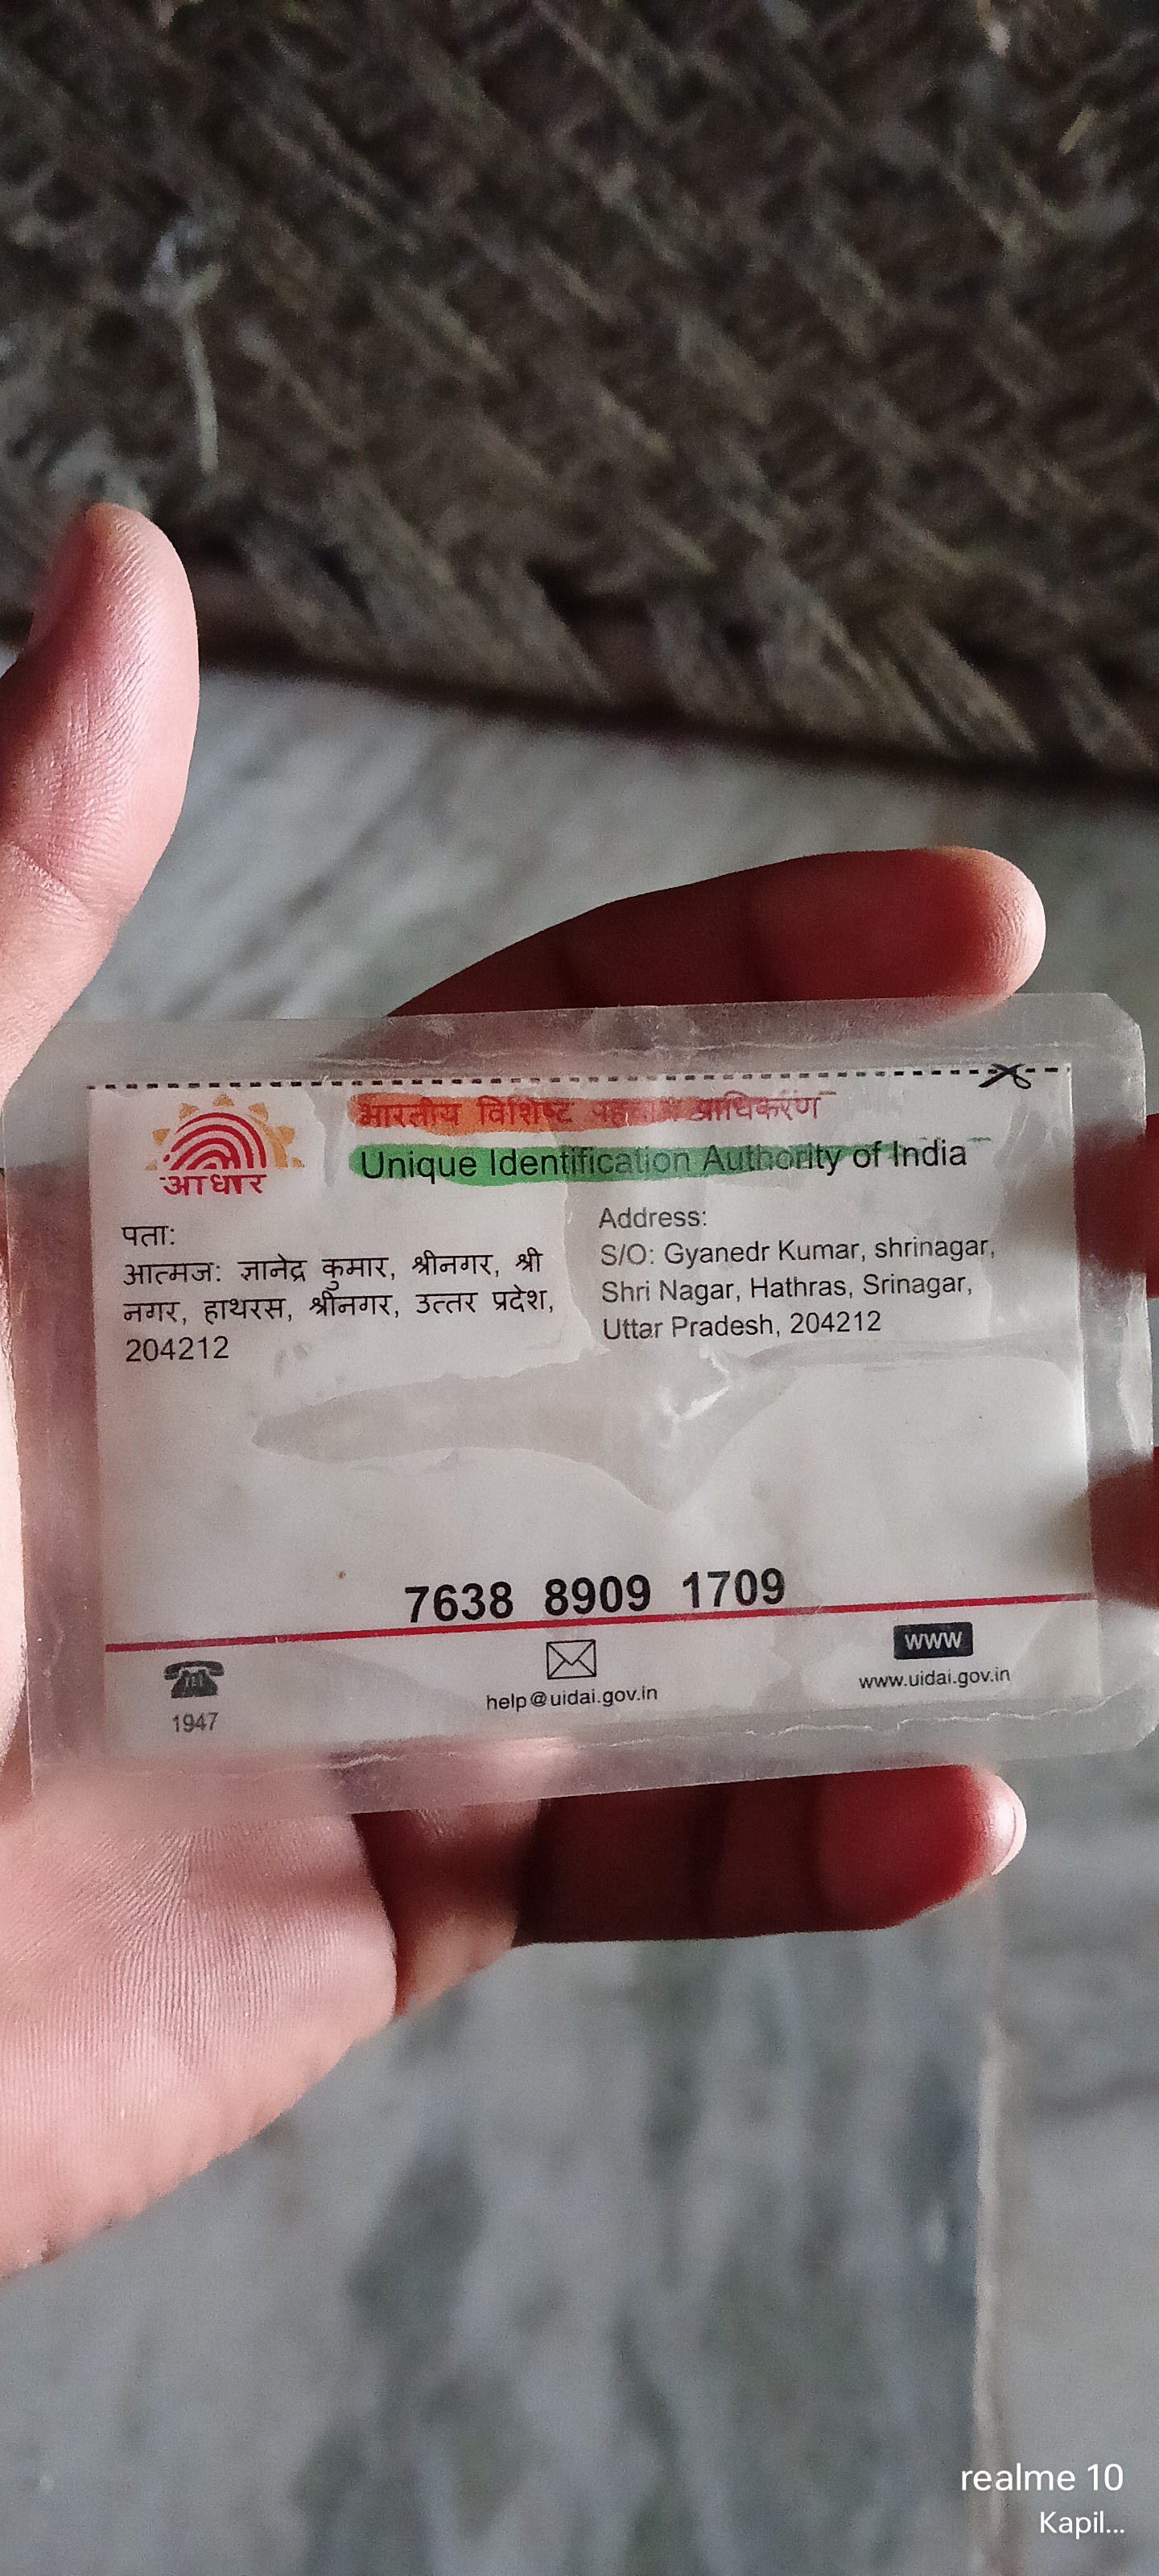 भारतीय विशिष्ट पहचान प्राधिकरण
Unique Identification Authority of India
आधार
पता:
आत्मज: ज्ञानेद्र कुमार, श्रीनगर, श्री
नगर, हाथरस, श्रीनगर, उत्तर प्रदेश,
204212
Address:
S/O: Gyanedr Kumar, shrinagar,
Shri Nagar, Hathras, Srinagar,
Uttar Pradesh, 204212
7638 8909 1709
1947
help@uidai.gov.in
www
www.uidai.gov.in
realme 10
Kapil...